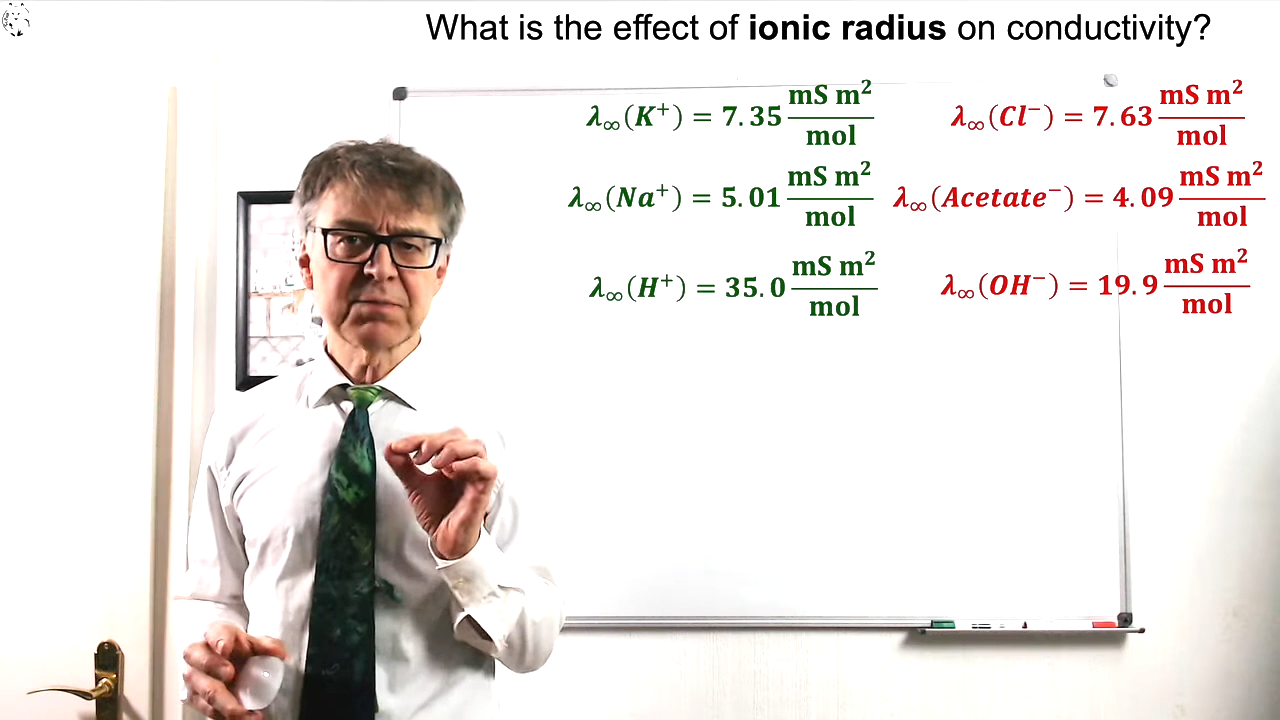 What is the effect of ionic radius on conductivity?
λ∞(K⁺) = 7.35 mS m²/mol
λ∞(Cl⁻) = 7.63 mS m²/mol
λ∞(Na⁺) = 5.01 mS m²/mol
λ∞(Acetate⁻) = 4.09 mS m²/mol
λ∞(H⁺) = 35.0 mS m²/mol
λ∞(OH⁻) = 19.9 mS m²/mol